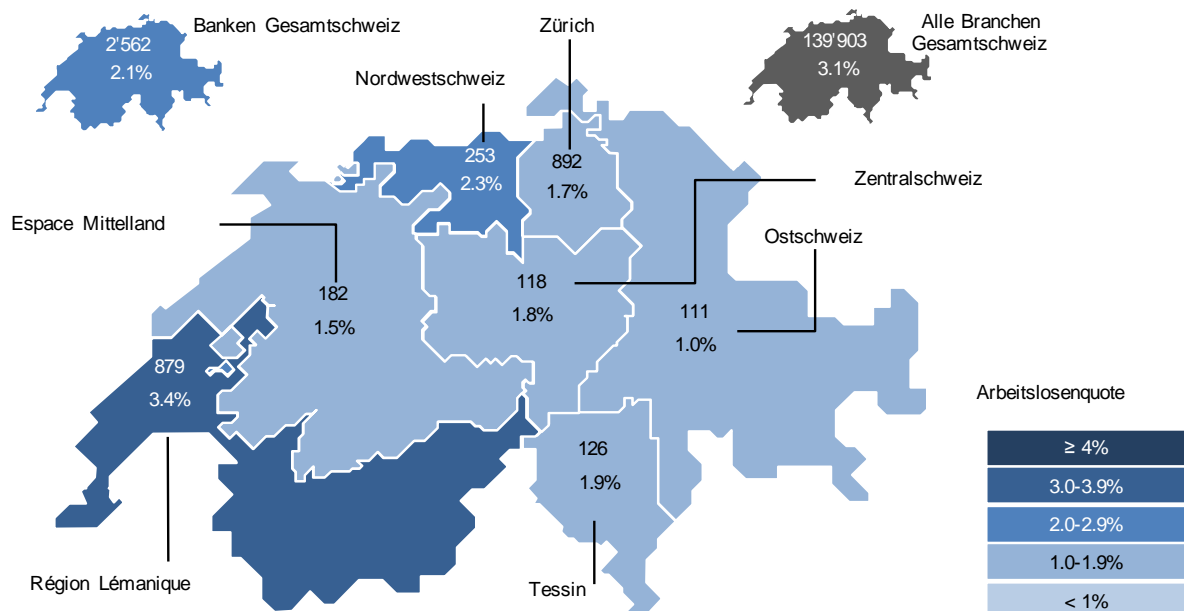 Banken Gesamtschweiz
2'562
2.1%
Zürich
Alle Branchen
Gesamtschweiz
139'903
3.1%
Nordwestschweiz
253
2.3%
892
1.7%
Zentralschweiz
Espace Mittelland
Ostschweiz
182
1.5%
118
1.8%
111
1.0%
879
3.4%
126
1.9%
Région Lémanique
Tessin
Arbeitslosenquote
≥ 4%
3.0-3.9%
2.0-2.9%
1.0-1.9%
< 1%